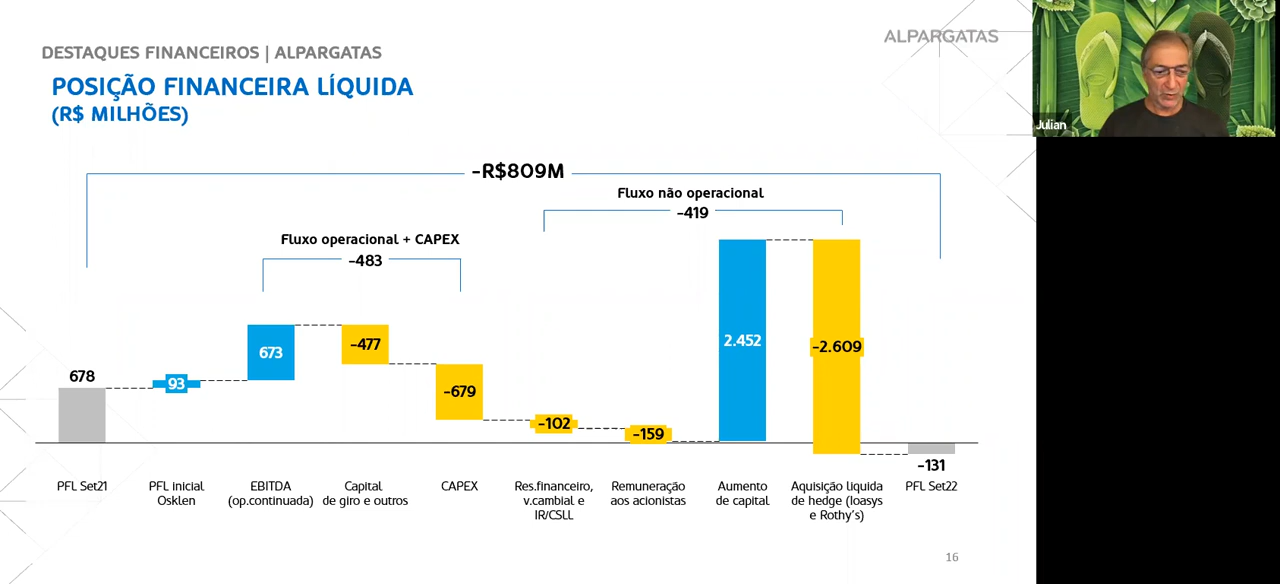 ALPARGATAS
DESTAQUES FINANCEIROS | ALPARGATAS
POSIÇÃO FINANCEIRA LÍQUIDA
(R$ MILHÕES)
Julian
-R$809M
Fluxo não operacional
-419
Fluxo operacional + CAPEX
-483
678
93
673
-477
-679
-102
-159
2.452
-2.609
-131
PFL Set21
PFL inicial
Osklen
EBITDA
(op.continuada)
Capital
de giro e outros
CAPEX
Res.financeiro,
v.cambial e
IR/CSLL
Remuneração
aos acionistas
Aumento
de capital
Aquisição liquida
de hedge (Ioasys
e Rothy's)
PFL Set22
16